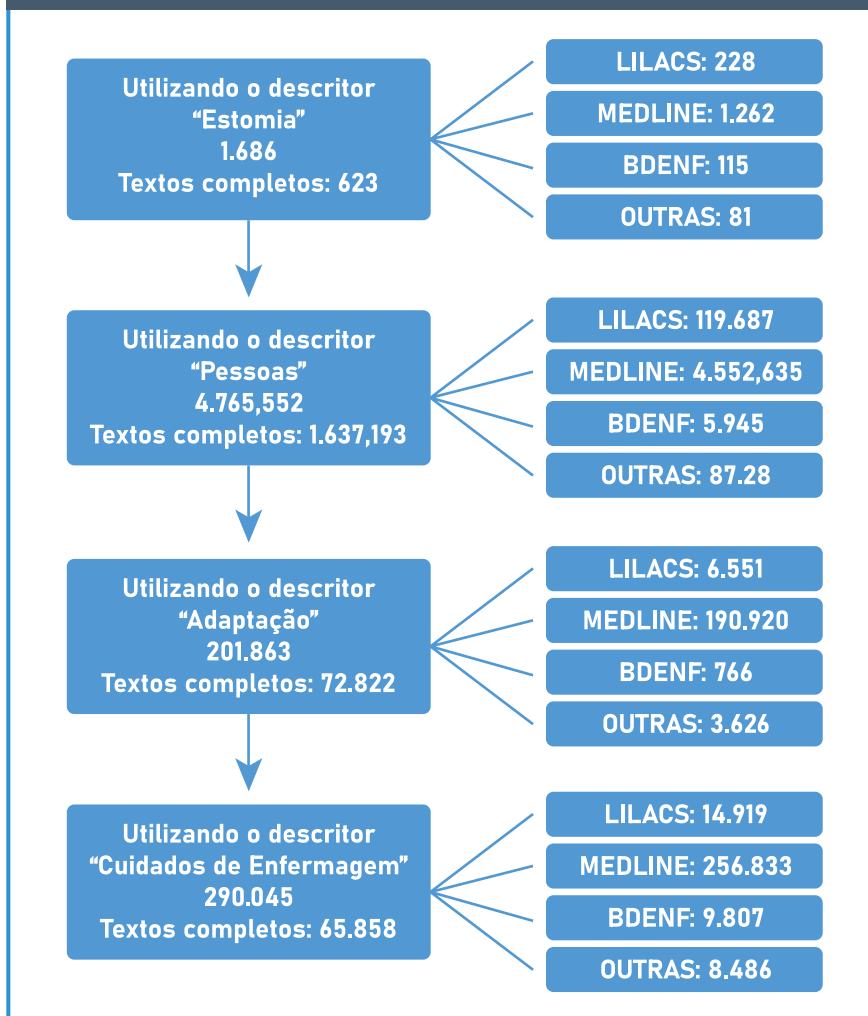 Utilizando o descritor
“Estomia”
1.686
Textos completos: 623
LILACS: 228
MEDLINE: 1.262
BDENF: 115
OUTRAS: 81
Utilizando o descritor
“Pessoas”
4.765,552
Textos completos: 1.637,193
LILACS: 119.687
MEDLINE: 4.552,635
BDENF: 5.945
OUTRAS: 87.28
Utilizando o descritor
“Adaptação”
201.863
Textos completos: 72.822
LILACS: 6.551
MEDLINE: 190.920
BDENF: 766
OUTRAS: 3.626
Utilizando o descritor
“Cuidados de Enfermagem”
290.045
Textos completos: 65.858
LILACS: 14.919
MEDLINE: 256.833
BDENF: 9.807
OUTRAS: 8.486